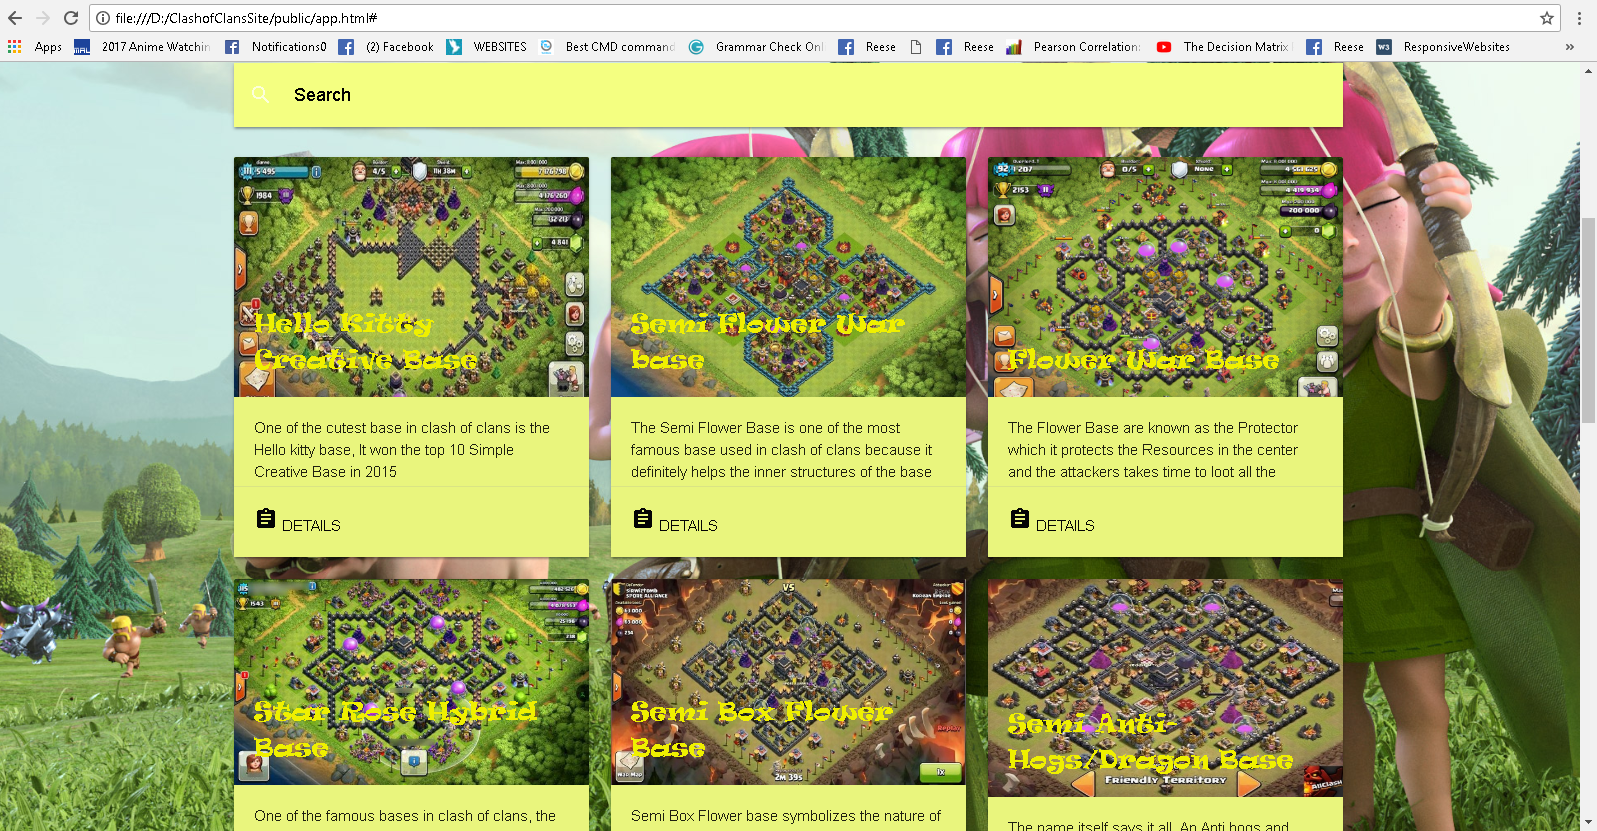 file:///D:/ClashofClansSite/public/app.html#
Apps
2017 Anime Watchin
Notifications0
(2) Facebook
WEBSITES
Best CMD command
Grammar Check Onl
Reese
Reese
Pearson Correlation:
The Decision Matrix
Reese
ResponsiveWebsites
»
Search
Hello Kitty
Creative Base
One of the cutest base in clash of clans is the
Hello kitty base, It won the top 10 Simple
Creative Base in 2015
DETAILS
Semi Flower War
base
The Semi Flower Base is one of the most
famous base used in clash of clans because it
definitely helps the inner structures of the base
DETAILS
Flower War Base
The Flower Base are known as the Protector
which it protects the Resources in the center
and the attackers takes time to loot all the
DETAILS
Star Rose Hybrid
Base
One of the famous bases in clash of clans, the
VS
Replay
War Map
2M 39s
1x
Semi Box Flower
Base
Semi Box Flower base symbolizes the nature of
Semi Anti-
Hogs/Dragon Base
Friendly Territory
The name itself says it all. An Anti hogs and